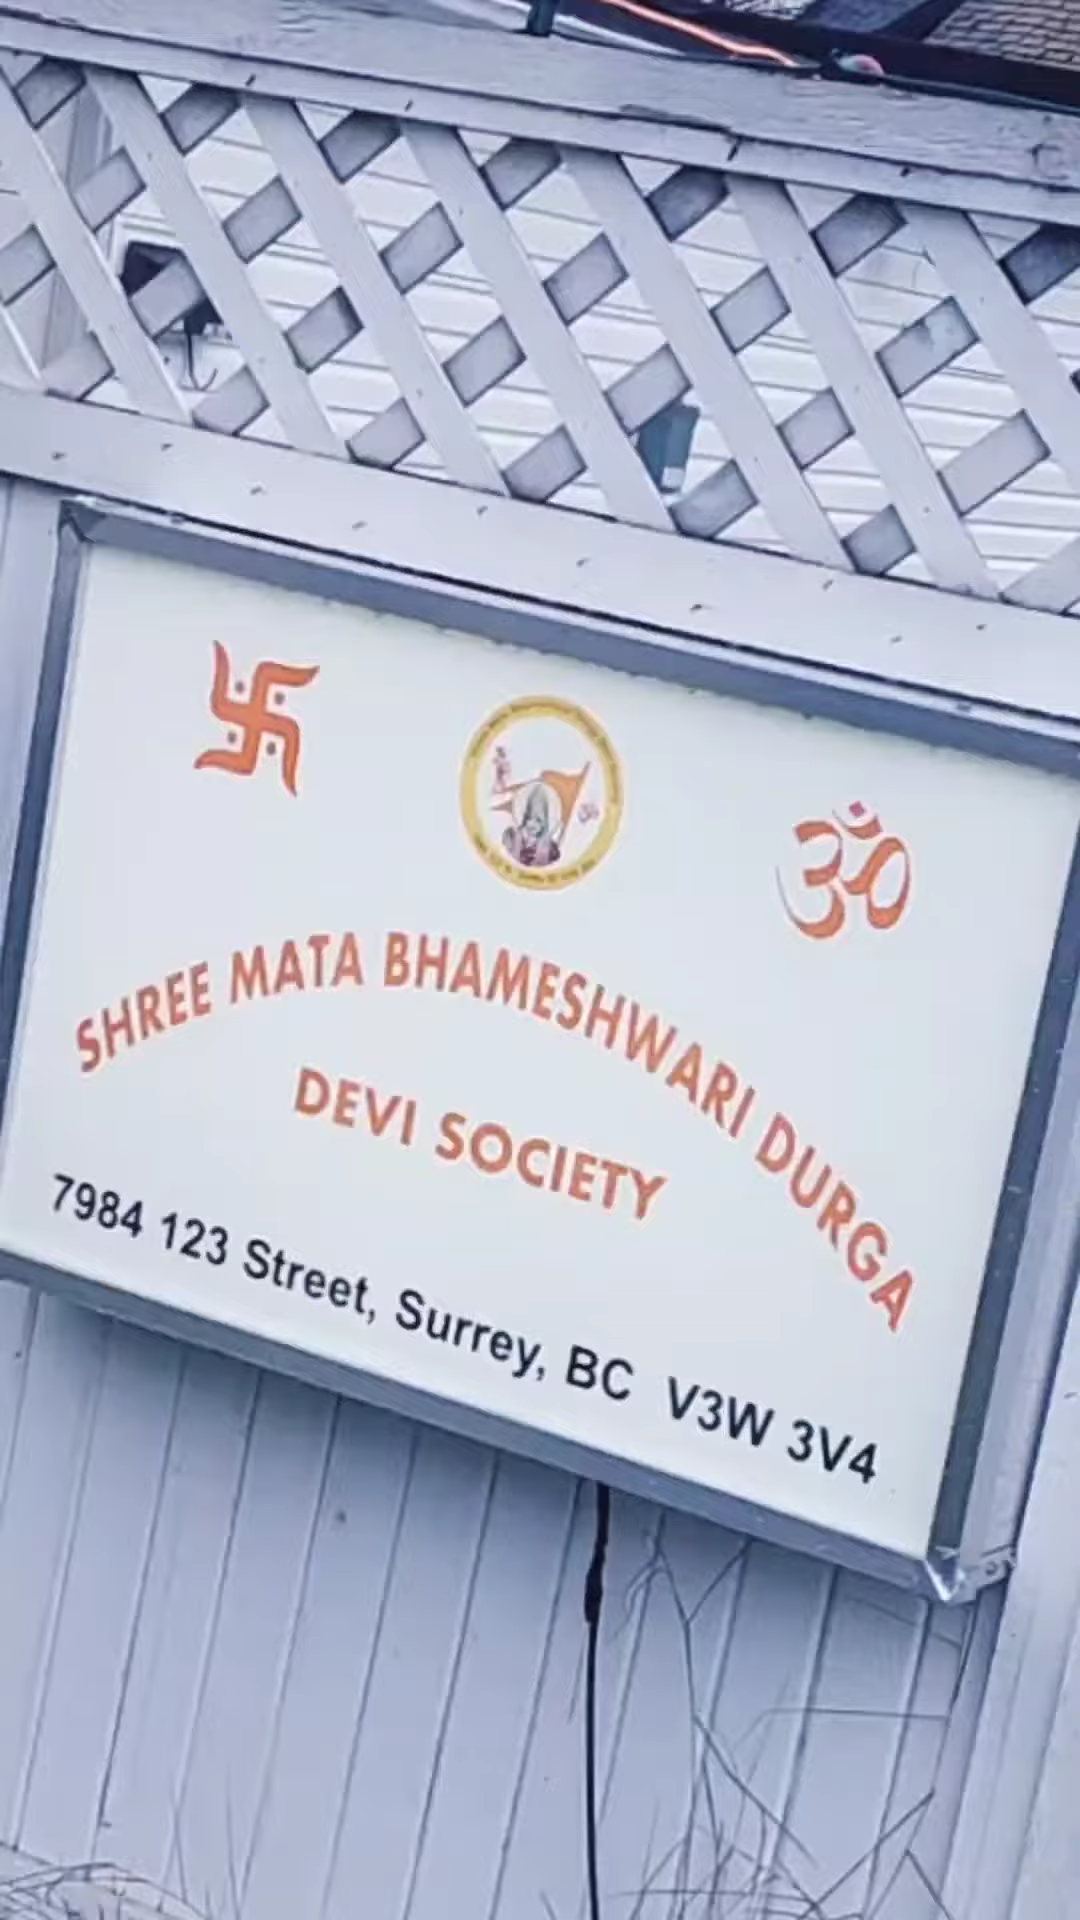 ॐ
SHREE MATA BHAMESHWARI DURGA
DEVI SOCIETY
7984 123 Street, Surrey, BC V3W 3V4